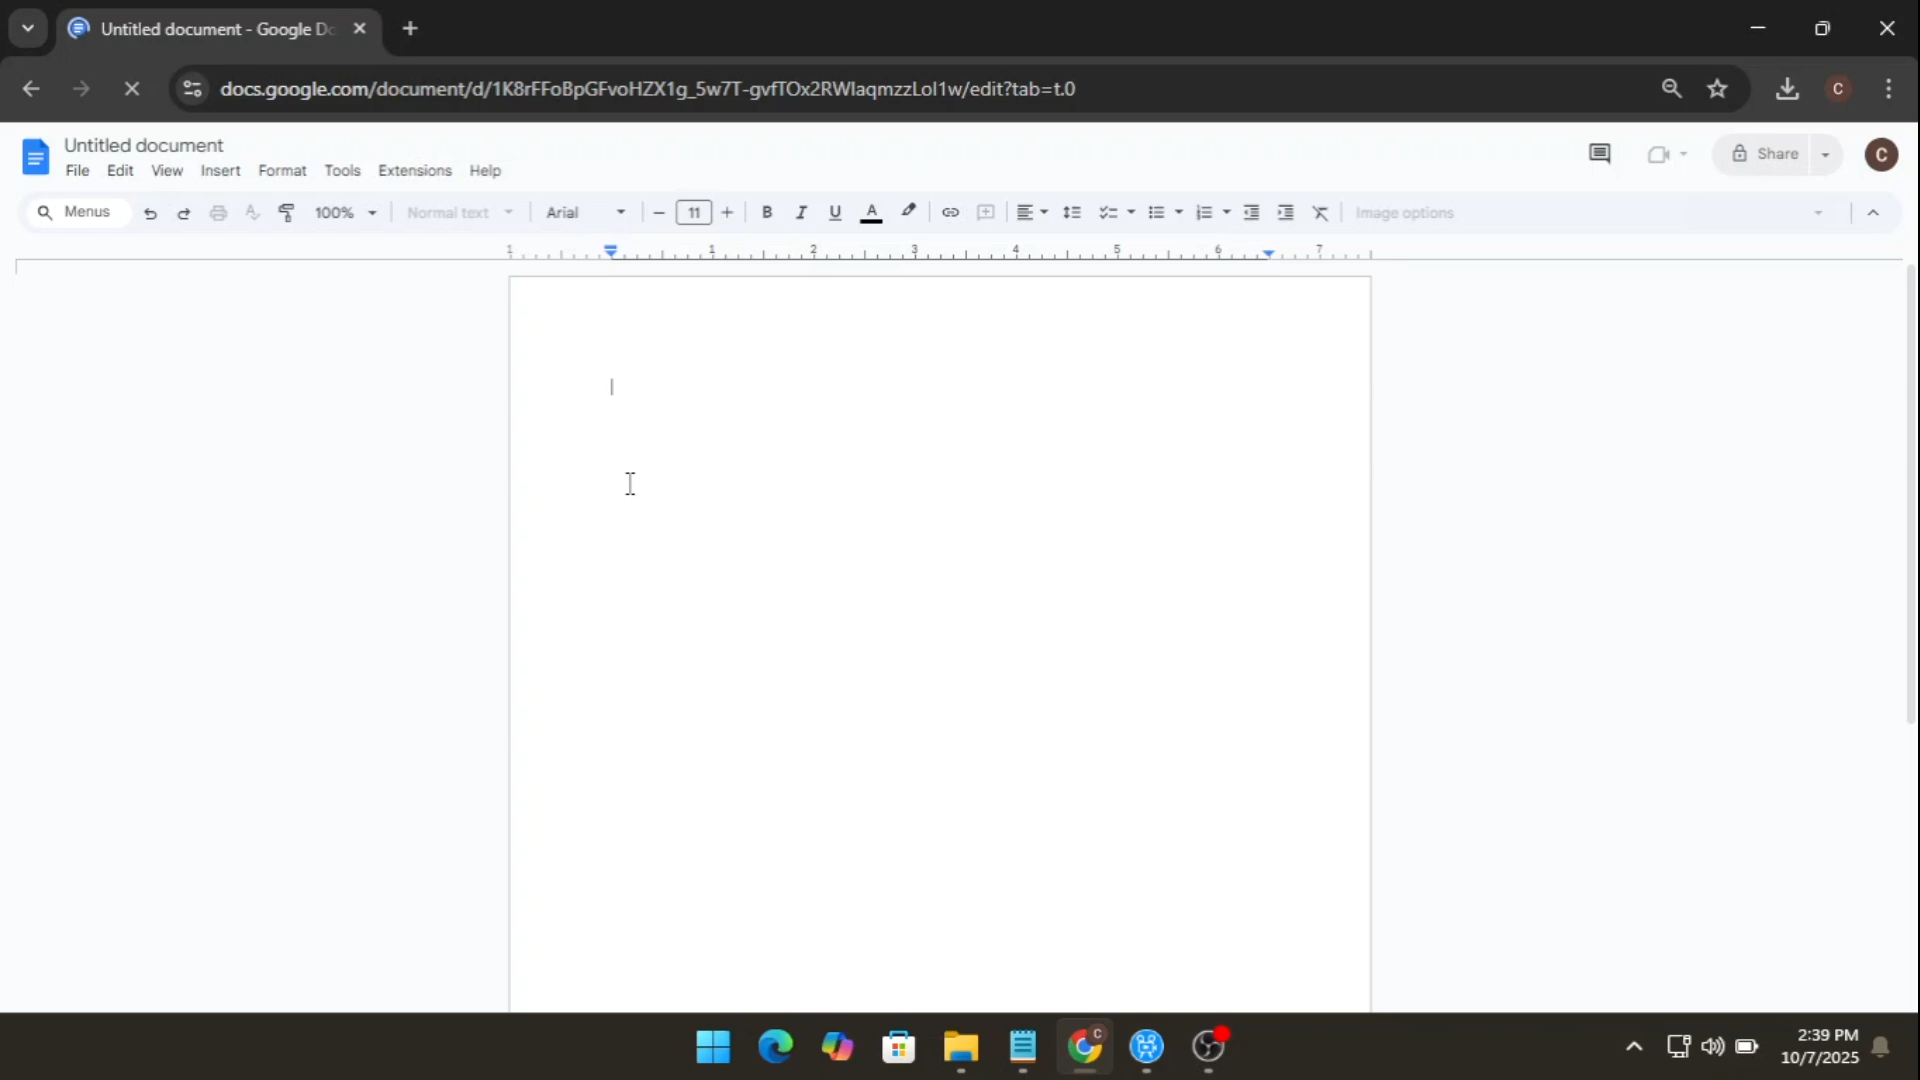 Untitled document - Google Do
docs.google.com/document/d/1K8rFFoBpGFvoHZX1g_5w7T-gvfTOx2RWlaqmzzLol1w/edit?tab=t.0
C
Untitled document
File Edit View Insert Format Tools Extensions Help
Share
C
Menus 100% Normal text Arial 11 B I U A Image options
1 1 2 3 4 5 6 7
C
2:39 PM
10/7/2025